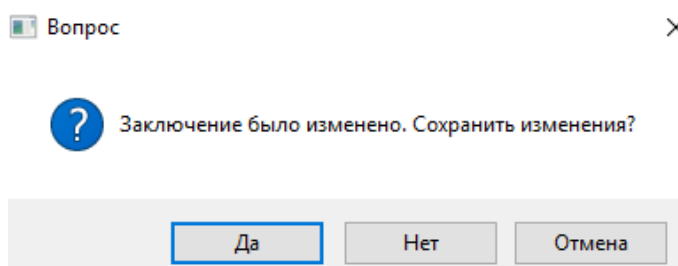 Вопрос
Заключение было изменено. Сохранить изменения?
Да Нет Отмена